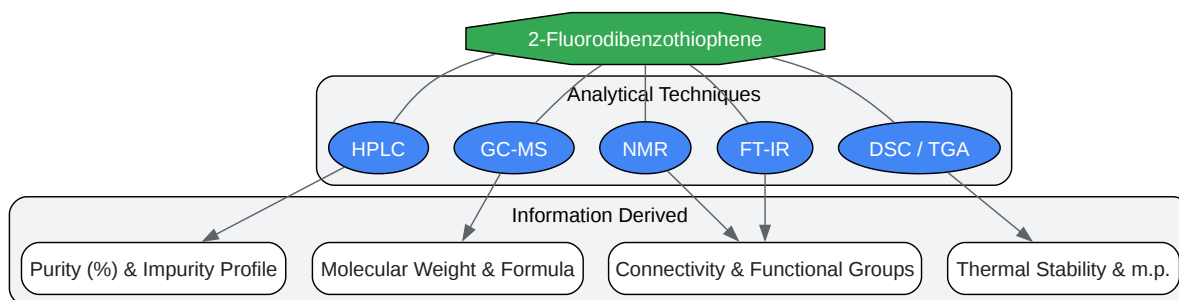 2-Fluorodibenzothiophene
Analytical Techniques
HPLC
GC-MS
NMR
FT-IR
DSC / TGA
Information Derived
Purity (%) & Impurity Profile
Molecular Weight & Formula
Connectivity & Functional Groups
Thermal Stability & m.p.